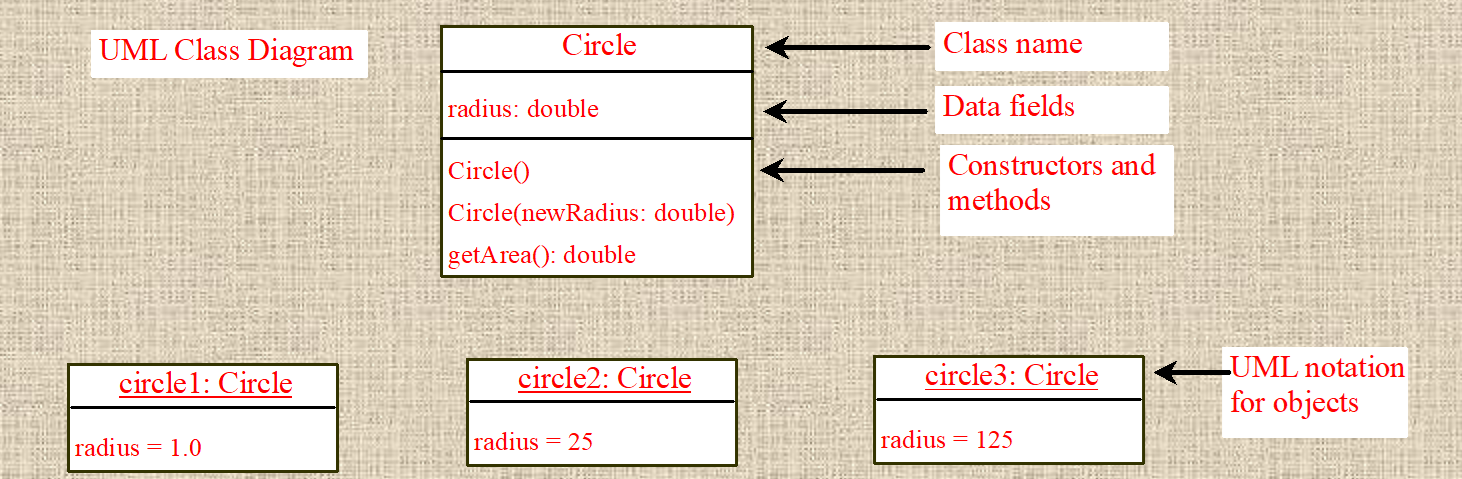 UML Class Diagram
Circle
Class name
radius: double
Data fields
Circle()
Circle(newRadius: double)
getArea(): double
Constructors and
methods
circle1: Circle
radius = 1.0
circle2: Circle
radius = 25
circle3: Circle
radius = 125
UML notation
for objects